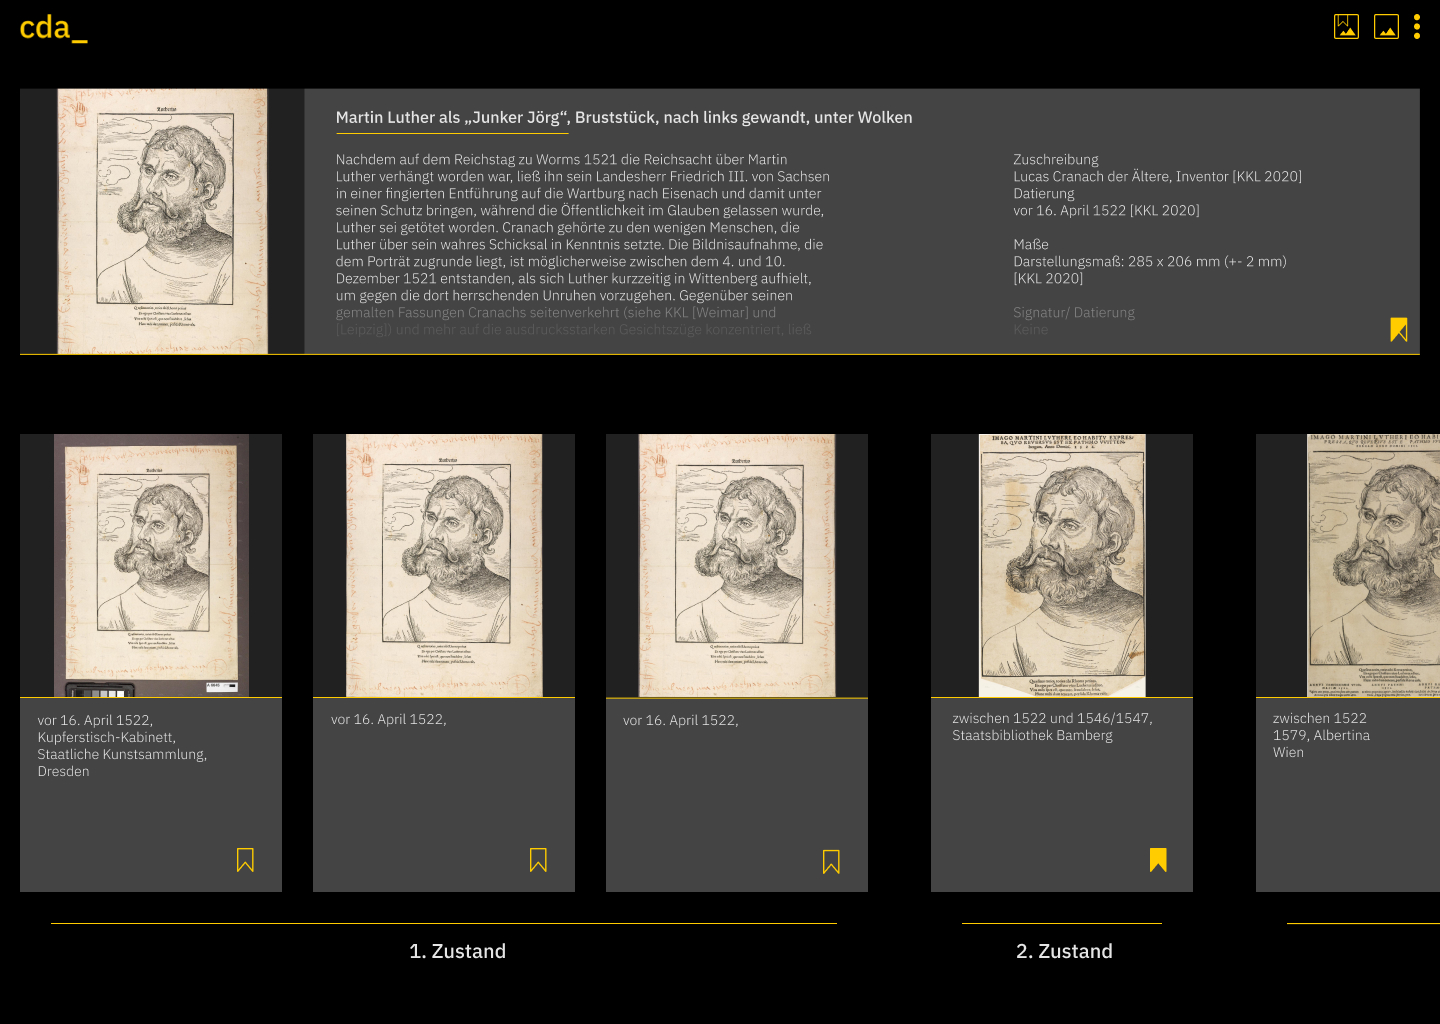 cda_
Martin Luther als „Junker Jörg“, Bruststück, nach links gewandt, unter Wolken
Nachdem auf dem Reichstag zu Worms 1521 die Reichsacht über Martin
Luther verhängt worden war, ließ ihn sein Landesherr Friedrich III. von Sachsen
in einer fingierten Entführung auf die Wartburg nach Eisenach und damit unter
seinen Schutz bringen, während die Öffentlichkeit im Glauben gelassen wurde,
Luther sei getötet worden. Cranach gehörte zu den wenigen Menschen, die
Luther über sein wahres Schicksal in Kenntnis setzte. Die Bildnisaufnahme, die
dem Porträt zugrunde liegt, ist möglicherweise zwischen dem 4. und 10.
Dezember 1521 entstanden, als sich Luther kurzzeitig in Wittenberg aufhielt,
um gegen die dort herrschenden Unruhen vorzugehen. Gegenüber seinen
gemalten Fassungen Cranachs seitenverkehrt (siehe KKL [Weimar] und
[Leipzig]) und mehr auf die ausdrucksstarken Gesichtszüge konzentriert, ließ
Zuschreibung
Lucas Cranach der Ältere, Inventor [KKL 2020]
Datierung
vor 16. April 1522 [KKL 2020]
Maße
Darstellungsmaß: 285 x 206 mm (+- 2 mm)
[KKL 2020]
Signatur/ Datierung
Keine
IMAGO MARTINI LVTHERI EO HABITV EXPRES-
vor 16. April 1522,
Kupferstisch-Kabinett,
Staatliche Kunstsammlung,
Dresden
vor 16. April 1522,
vor 16. April 1522,
zwischen 1522 und 1546/1547,
Staatsbibliothek Bamberg
zwischen 1522
1579, Albertina
Wien
1. Zustand
2. Zustand